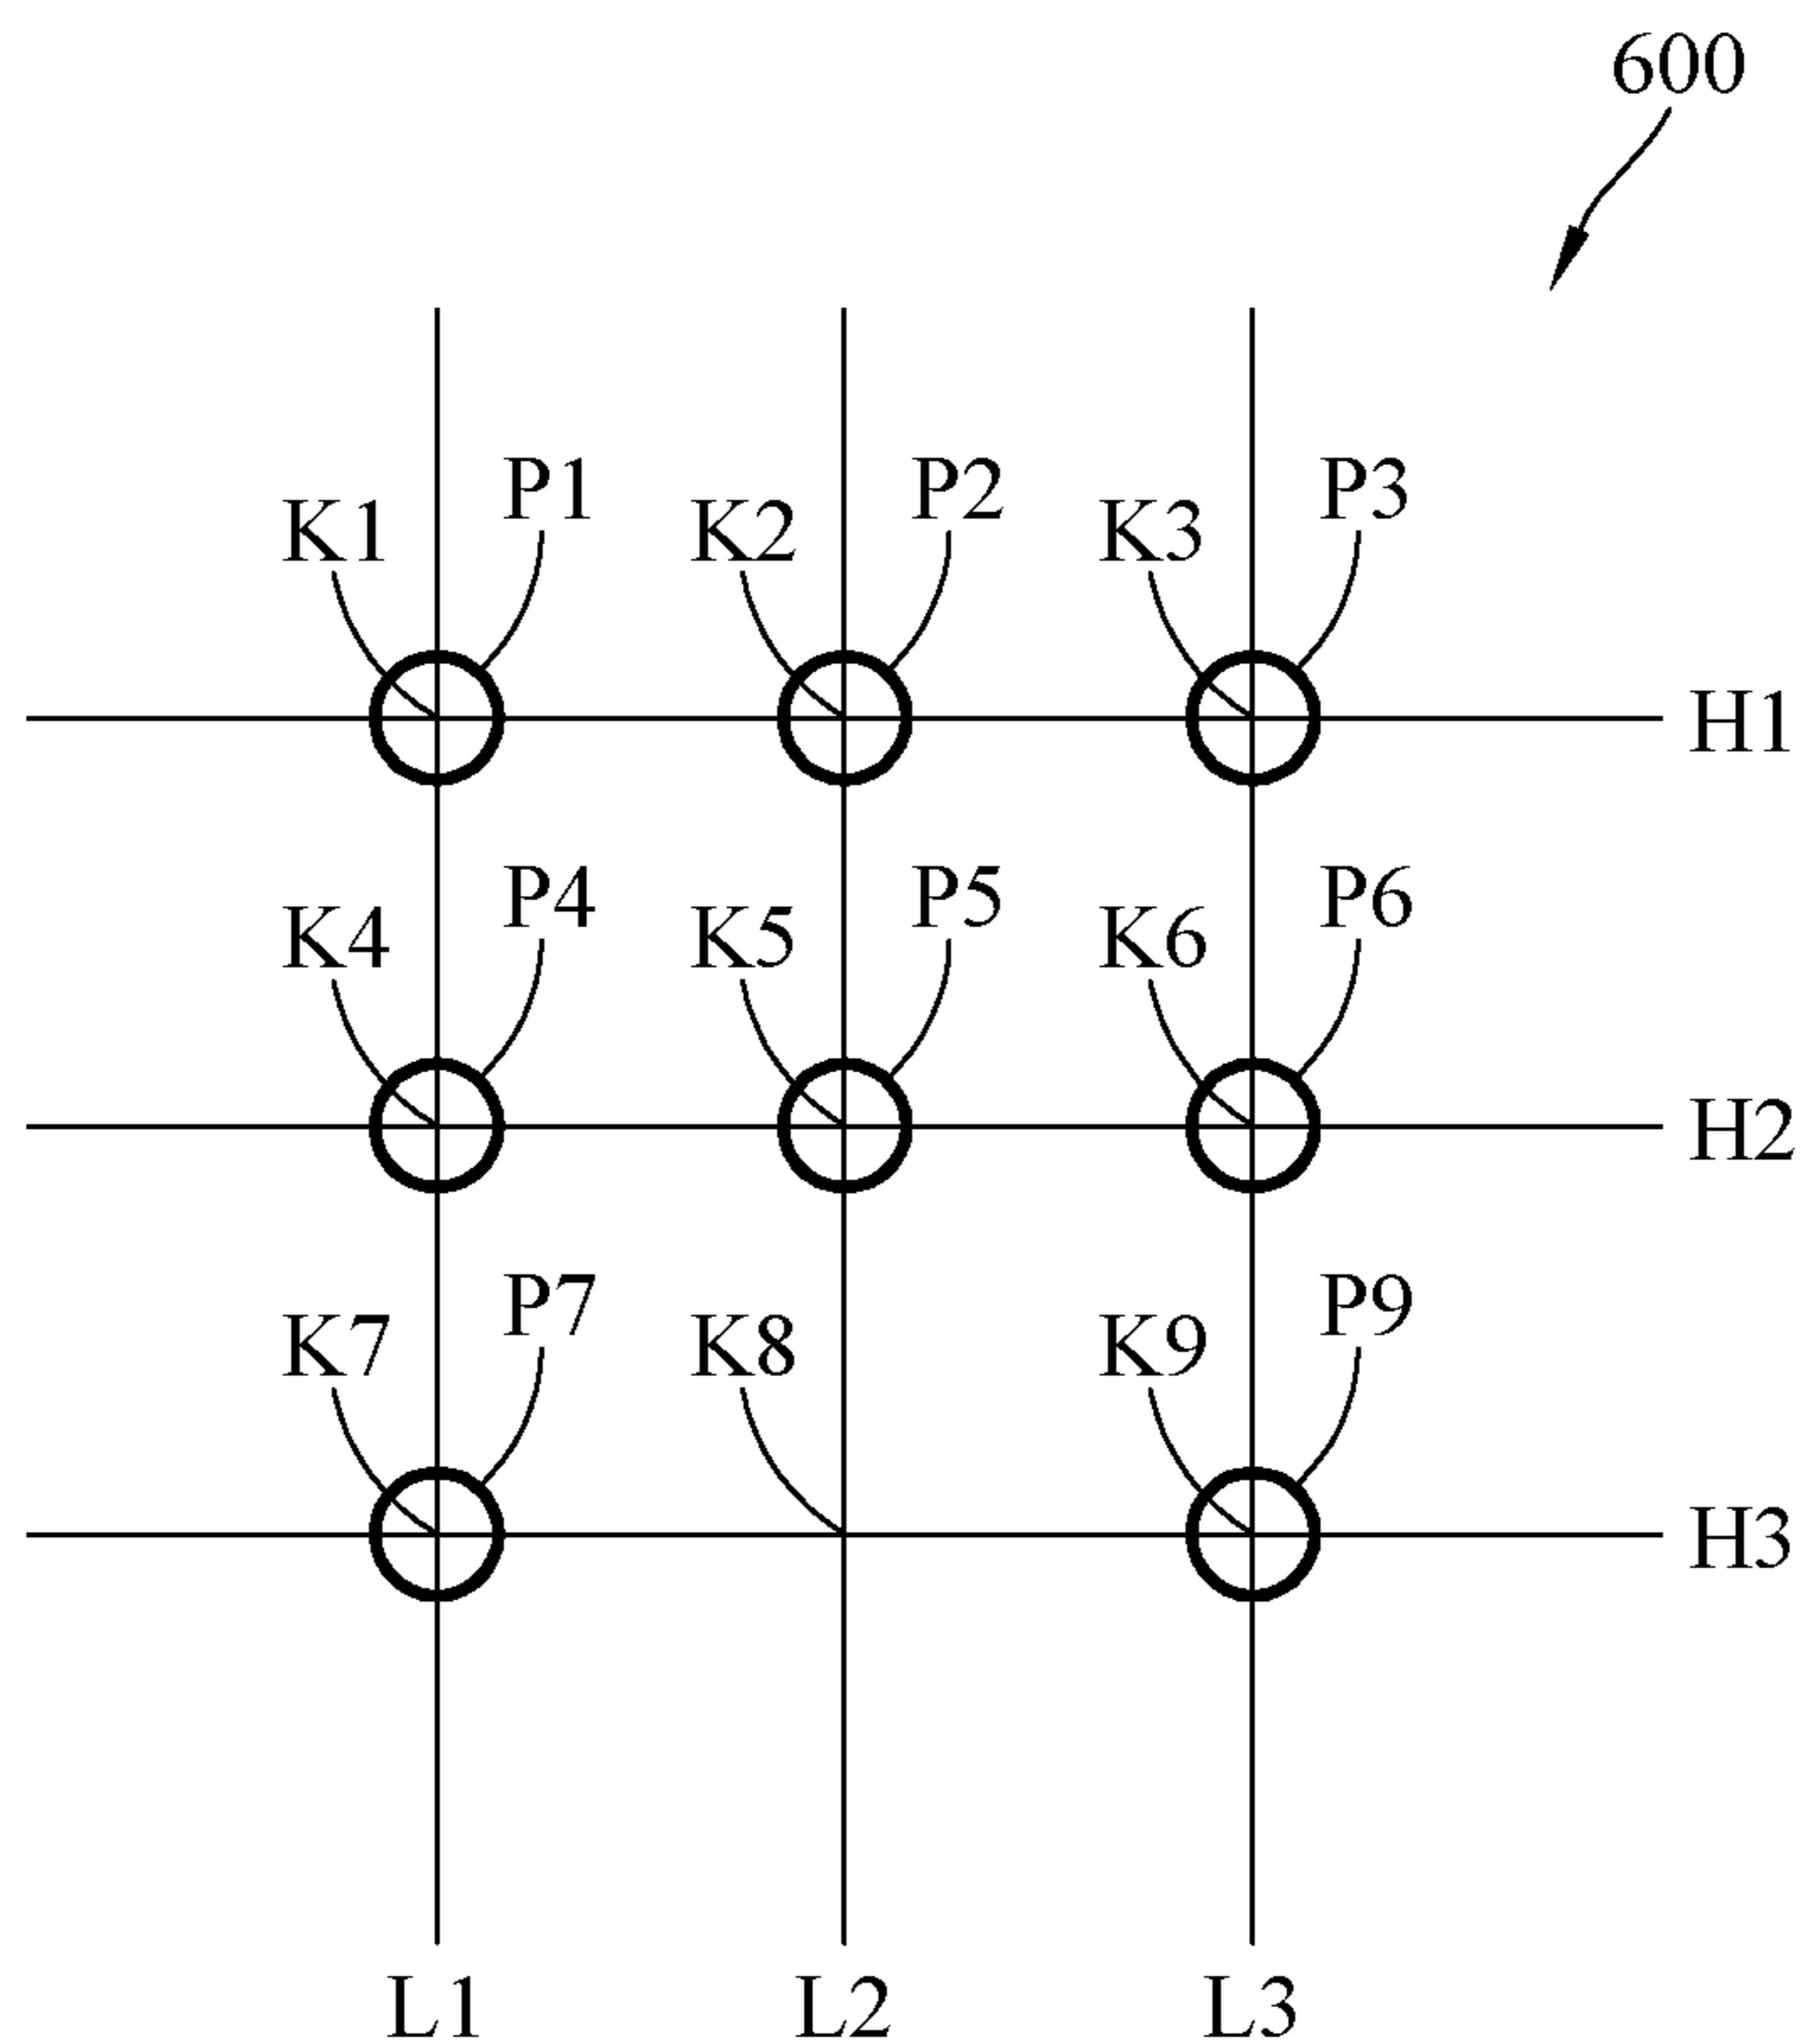 600
P1 P2 P3
K1 K2 K3
H1
P4 P5 P6
K4 K5 K6
H2
P7 P9
K7 K8 K9
H3
L1 L2 L3